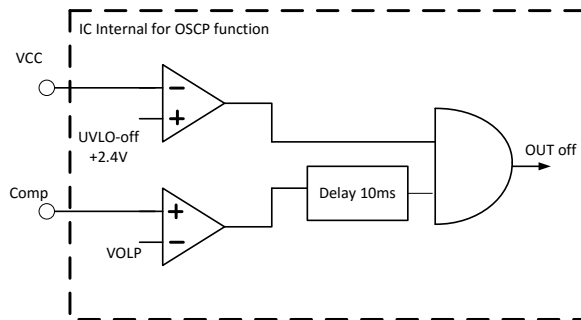 IC Internal for OSCP function
VCC
UVLO-off
+2.4V
OUT off
Delay 10ms
Comp
VOLP